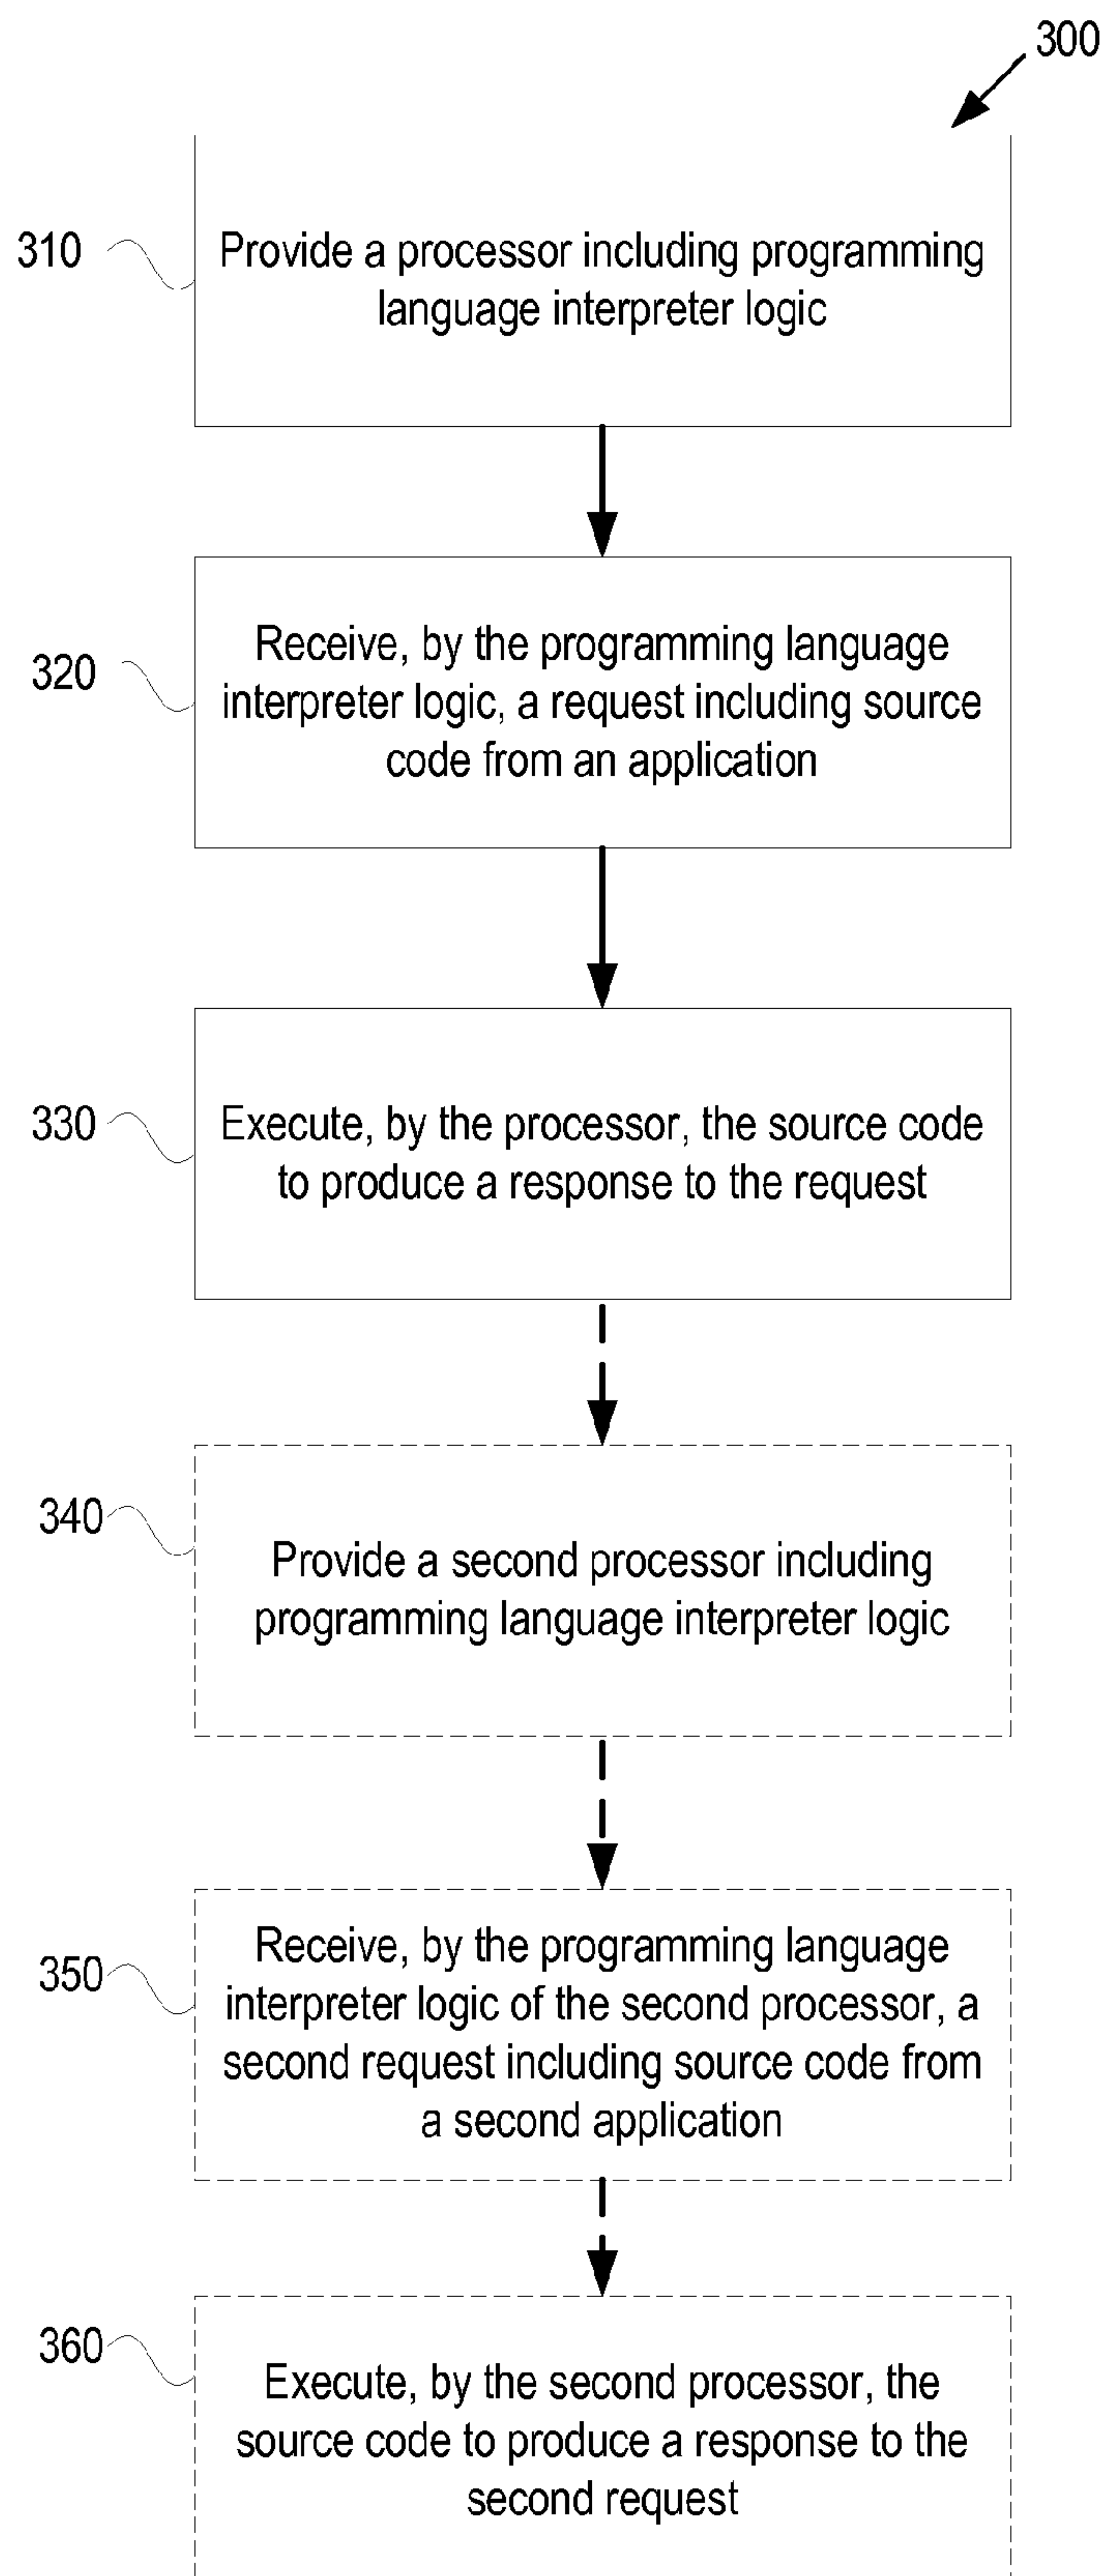 300
310
Provide a processor including programming
language interpreter logic
320
Receive, by the programming language
interpreter logic, a request including source
code from an application
330
Execute, by the processor, the source code
to produce a response to the request
340
Provide a second processor including
programming language interpreter logic
350
Receive, by the programming language
interpreter logic of the second processor, a
second request including source code from
a second application
360
Execute, by the second processor, the
source code to produce a response to the
second request